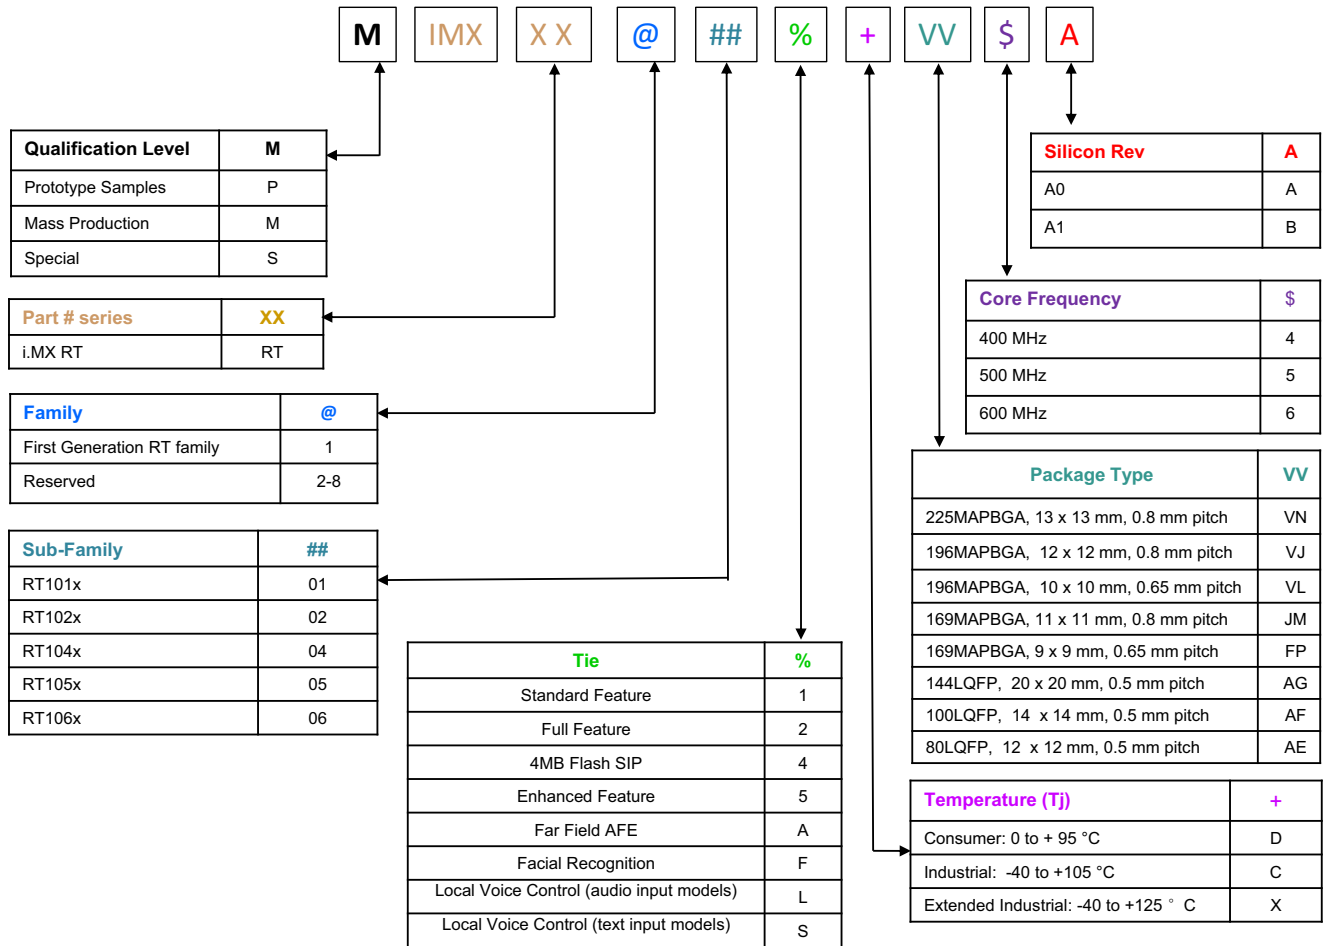 M IMX X X @ ## % + VV $ A
Qualification Level M
Prototype Samples P
Mass Production M
Special S
Part # series XX
i.MX RT RT
Family @
First Generation RT family 1
Reserved 2-8
Sub-Family ##
RT101x 01
RT102x 02
RT104x 04
RT105x 05
RT106x 06
Tie %
Standard Feature 1
Full Feature 2
4MB Flash SIP 4
Enhanced Feature 5
Far Field AFE A
Facial Recognition F
Local Voice Control (audio input models) L
Local Voice Control (text input models) S
Silicon Rev A
A0 A
A1 B
Core Frequency $
400 MHz 4
500 MHz 5
600 MHz 6
Package Type VV
225MAPBGA, 13 x 13 mm, 0.8 mm pitch VN
196MAPBGA, 12 x 12 mm, 0.8 mm pitch VJ
196MAPBGA, 10 x 10 mm, 0.65 mm pitch VL
169MAPBGA, 11 x 11 mm, 0.8 mm pitch JM
169MAPBGA, 9 x 9 mm, 0.65 mm pitch FP
144LQFP, 20 x 20 mm, 0.5 mm pitch AG
100LQFP, 14 x 14 mm, 0.5 mm pitch AF
80LQFP, 12 x 12 mm, 0.5 mm pitch AE
Temperature (Tj) +
Consumer: 0 to + 95 °C D
Industrial: -40 to +105 °C C
Extended Industrial: -40 to +125 ° C X